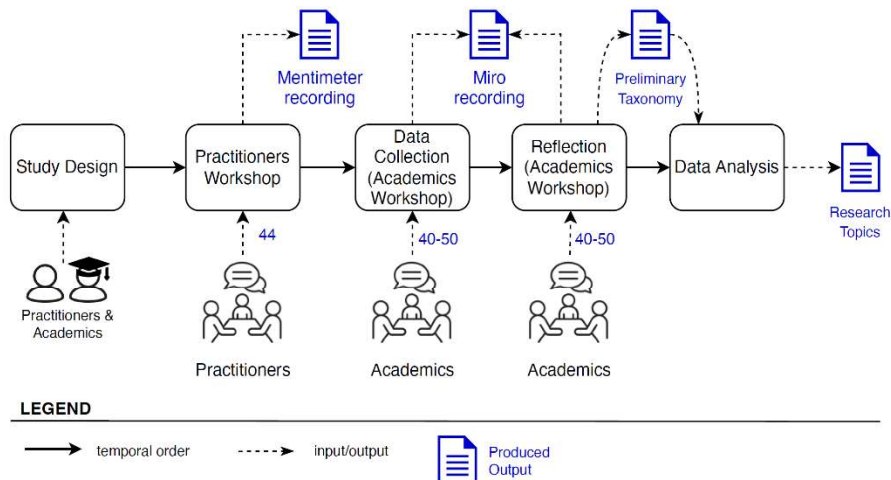 Mentimeter
recording
Miro
recording
Preliminary
Taxonomy
Study Design
Practitioners
Workshop
Data
Collection
(Academics
Workshop)
Reflection
(Academics
Workshop)
Data Analysis
Research
Topics
44
40-50
40-50
Practitioners &
Academics
Practitioners
Academics
Academics
LEGEND
temporal order
input/output
Produced
Output